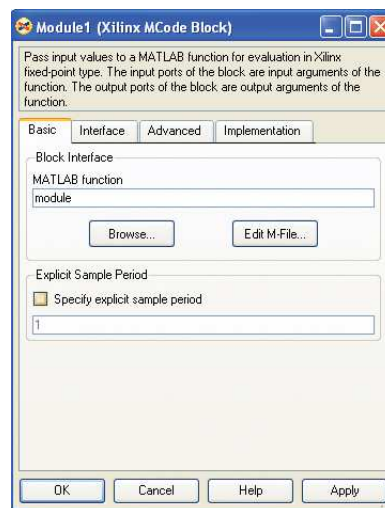 Module1 (Xilinx MCode Block)
Pass input values to a MATLAB function for evaluation in Xilinx
fixed-point type. The input ports of the block are input arguments of the
function. The output ports of the block are output arguments of the
function.
Basic Interface Advanced Implementation
Block Interface
MATLAB function
module
Browse... Edit M-File...
Explicit Sample Period
Specify explicit sample period
1
OK Cancel Help Apply